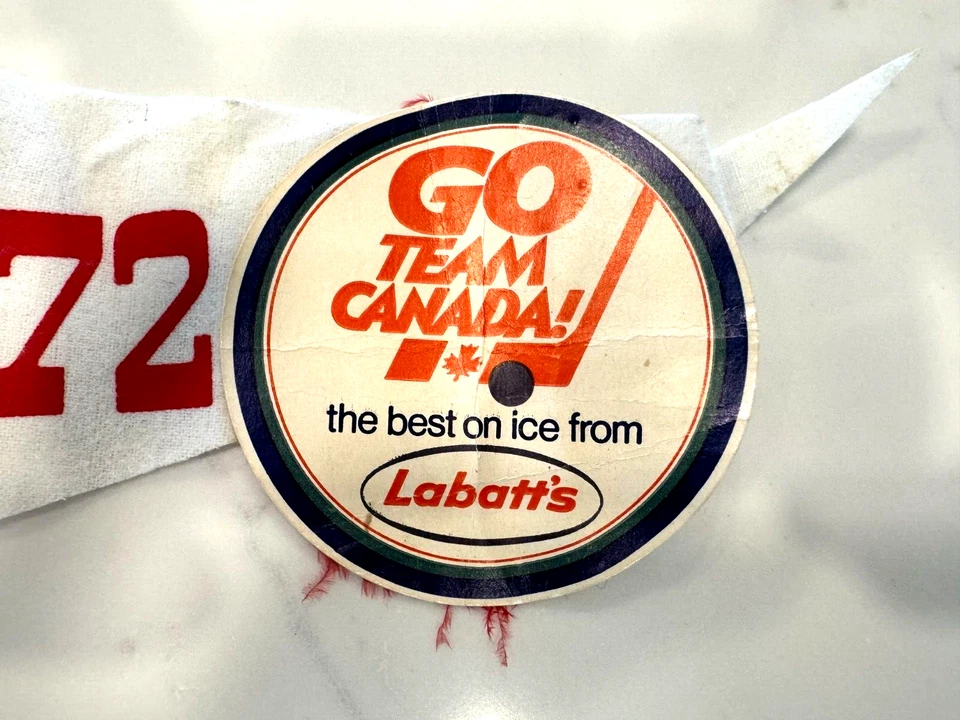 72
GO
TEAM
CANADA!
the best on ice from
Labatt's